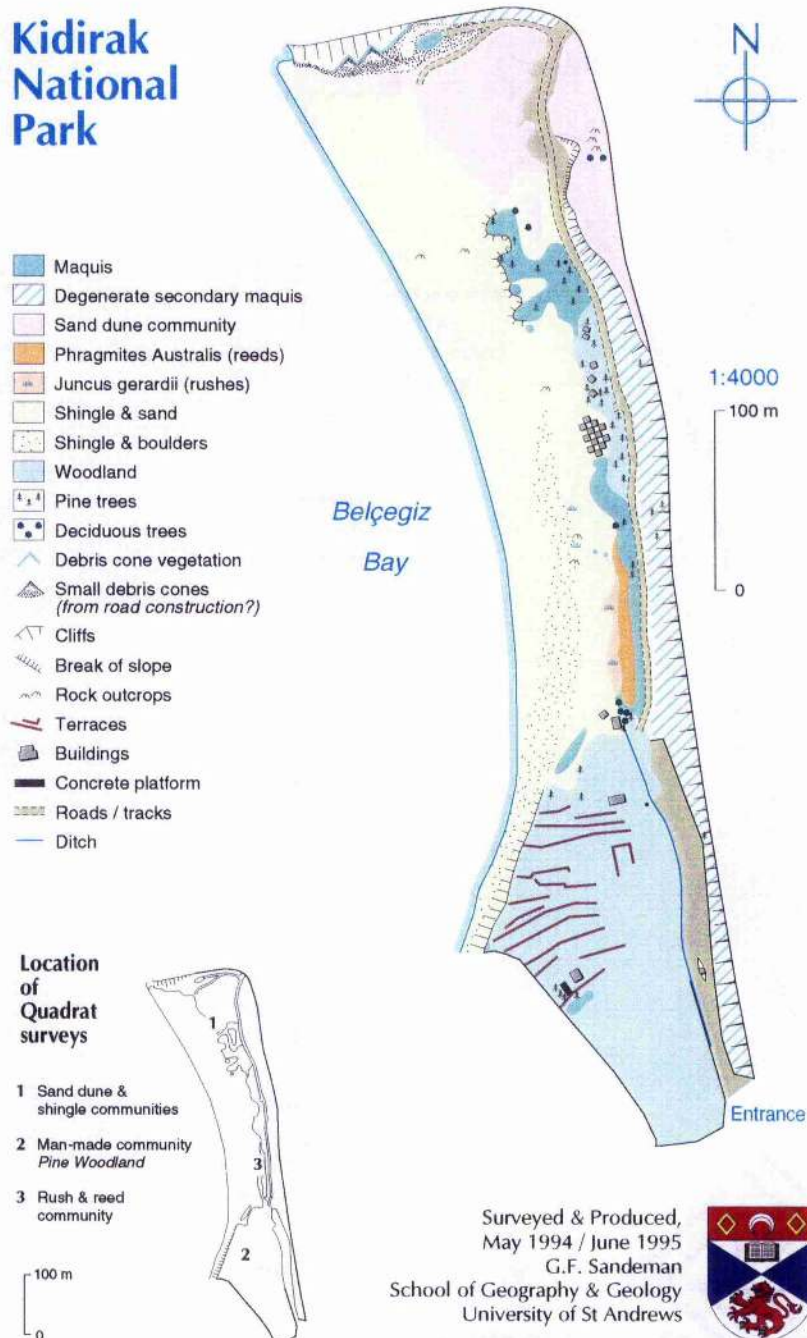 Kidirak
National
Park
N
Maquis
Degenerate secondary maquis
Sand dune community
Phragmites Australis (reeds)
Juncus gerardii (rushes)
Shingle & sand
Shingle & boulders
Woodland
Pine trees
Deciduous trees
Debris cone vegetation
Small debris cones
(from road construction?)
Cliffs
Break of slope
Rock outcrops
Terraces
Buildings
Concrete platform
Roads / tracks
Ditch
1:4000
100 m
0
Belçegiz
Bay
Entrance
Location
of
Quadrat
surveys
1 Sand dune &
shingle communities
2 Man-made community
Pine Woodland
3 Rush & reed
community
1
3
2
100 m
0
Surveyed & Produced,
May 1994 / June 1995
G.F. Sandeman
School of Geography & Geology
University of St Andrews